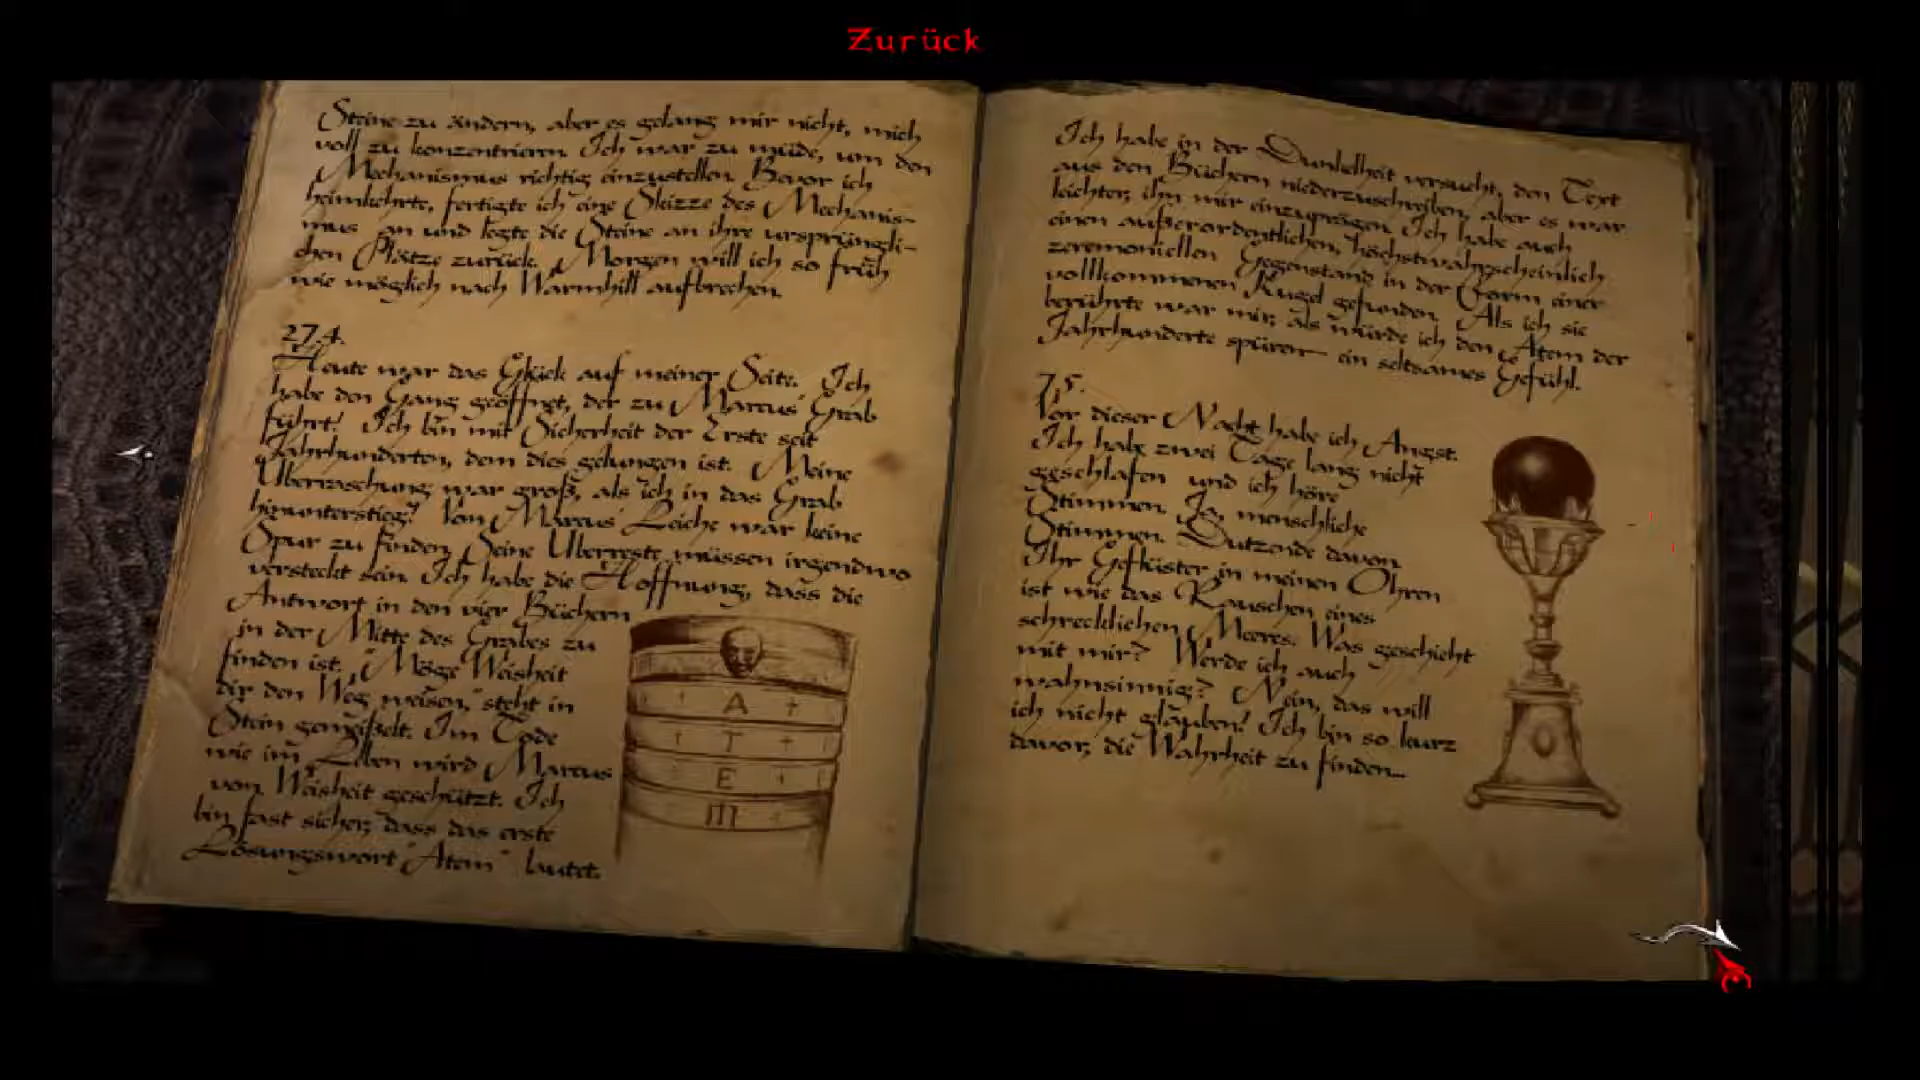 Zurück
Steine zu ändern, aber es gelang mir nicht, mich
voll zu konzentrieren. Ich war zu müde, um den
Mechanismus richtig einzustellen. Bevor ich
heimkehrte, fertigte ich eine Skizze des Mechanis-
mus an und legte die Steine an ihre ursprüngli-
chen Plätze zurück. Morgen will ich so früh
wie möglich nach Warmhill aufbrechen.
27.4.
Heute war das Glück auf meiner Seite. Ich
habe den Gang geöffnet, der zu Marcus' Grab
führt! Ich bin mit Sicherheit der Erste seit
Jahrhunderten, dem dies gelungen ist. Meine
Überraschung war groß, als ich in das Grab
hinunterstieg! Von Marcus' Leiche war keine
Spur zu finden. Seine Überreste müssen irgendwo
versteckt sein. Ich habe die Hoffnung, dass die
Antwort in den vier Büchern
in der Mitte des Grabes zu
finden ist. "Möge Weisheit
dir den Weg weisen," steht in
Stein gemeißelt. Im Tode
wie im Leben wird Marcus
von Weisheit geschützt. Ich
bin fast sicher, dass das erste
Lösungswort "Atem" lautet.
A
T
E
M
Ich habe in der Dunkelheit versucht, den Text
aus den Büchern niederzuschreiben, aber es war
leichter, ihn mir einzuprägen. Ich habe auch
einen außerordentlichen, höchstwahrscheinlich
zeremoniellen Gegenstand in der Form einer
vollkommenen Kugel gefunden. Als ich sie
berührte war mir, als würde ich den Atem der
Jahrhunderte spüren - ein seltsames Gefühl.
7.5.
Vor dieser Nacht habe ich Angst.
Ich habe zwei Tage lang nicht
geschlafen und ich höre
Stimmen. Ja, menschliche
Stimmen. Dutzende davon.
Ihr Geflüster in meinen Ohren
ist wie das Rauschen eines
schrecklichen Meeres. Was geschieht
mit mir? Werde ich auch
wahnsinnig? Nein, das will
ich nicht glauben! Ich bin so kurz
davor, die Wahrheit zu finden...